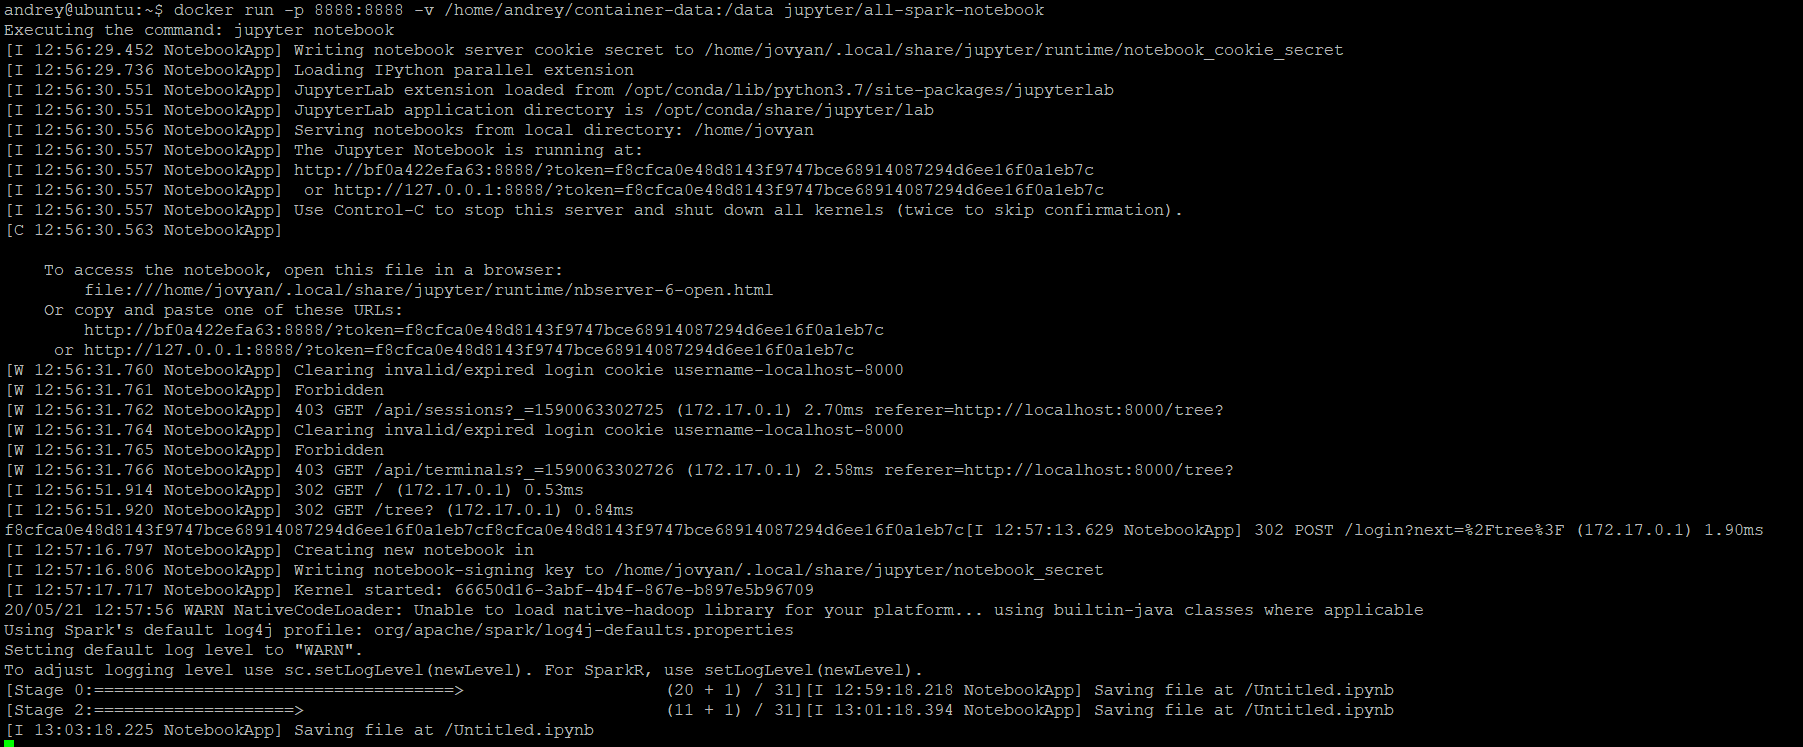 andrey@ubuntu:~$ docker run -p 8888:8888 -v /home/andrey/container-data:/data jupyter/all-spark-notebook
Executing the command: jupyter notebook
[I 12:56:29.452 NotebookApp] Writing notebook server cookie secret to /home/jovyan/.local/share/jupyter/runtime/notebook_cookie_secret
[I 12:56:29.736 NotebookApp] Loading IPython parallel extension
[I 12:56:30.551 NotebookApp] JupyterLab extension loaded from /opt/conda/lib/python3.7/site-packages/jupyterlab
[I 12:56:30.551 NotebookApp] JupyterLab application directory is /opt/conda/share/jupyter/lab
[I 12:56:30.556 NotebookApp] Serving notebooks from local directory: /home/jovyan
[I 12:56:30.557 NotebookApp] The Jupyter Notebook is running at:
[I 12:56:30.557 NotebookApp] http://bf0a422efa63:8888/?token=f8cfca0e48d8143f9747bce68914087294d6ee16f0a1eb7c
[I 12:56:30.557 NotebookApp]  or http://127.0.0.1:8888/?token=f8cfca0e48d8143f9747bce68914087294d6ee16f0a1eb7c
[I 12:56:30.557 NotebookApp] Use Control-C to stop this server and shut down all kernels (twice to skip confirmation).
[C 12:56:30.563 NotebookApp]
    To access the notebook, open this file in a browser:
        file:///home/jovyan/.local/share/jupyter/runtime/nbserver-6-open.html
    Or copy and paste one of these URLs:
        http://bf0a422efa63:8888/?token=f8cfca0e48d8143f9747bce68914087294d6ee16f0a1eb7c
     or http://127.0.0.1:8888/?token=f8cfca0e48d8143f9747bce68914087294d6ee16f0a1eb7c
[W 12:56:31.760 NotebookApp] Clearing invalid/expired login cookie username-localhost-8000
[W 12:56:31.761 NotebookApp] Forbidden
[W 12:56:31.762 NotebookApp] 403 GET /api/sessions?_=1590063302725 (172.17.0.1) 2.70ms referer=http://localhost:8000/tree?
[W 12:56:31.764 NotebookApp] Clearing invalid/expired login cookie username-localhost-8000
[W 12:56:31.765 NotebookApp] Forbidden
[W 12:56:31.766 NotebookApp] 403 GET /api/terminals?_=1590063302726 (172.17.0.1) 2.58ms referer=http://localhost:8000/tree?
[I 12:56:51.914 NotebookApp] 302 GET / (172.17.0.1) 0.53ms
[I 12:56:51.920 NotebookApp] 302 GET /tree? (172.17.0.1) 0.84ms
f8cfca0e48d8143f9747bce68914087294d6ee16f0a1eb7cf8cfca0e48d8143f9747bce68914087294d6ee16f0a1eb7c[I 12:57:13.629 NotebookApp] 302 POST /login?next=%2Ftree%3F (172.17.0.1) 1.90ms
[I 12:57:16.797 NotebookApp] Creating new notebook in
[I 12:57:16.806 NotebookApp] Writing notebook-signing key to /home/jovyan/.local/share/jupyter/notebook_secret
[I 12:57:17.717 NotebookApp] Kernel started: 66650d16-3abf-4b4f-867e-b897e5b96709
20/05/21 12:57:56 WARN NativeCodeLoader: Unable to load native-hadoop library for your platform... using builtin-java classes where applicable
Using Spark's default log4j profile: org/apache/spark/log4j-defaults.properties
Setting default log level to "WARN".
To adjust logging level use sc.setLogLevel(newLevel). For SparkR, use setLogLevel(newLevel).
[Stage 0:====================================>                    (20 + 1) / 31][I 12:59:18.218 NotebookApp] Saving file at /Untitled.ipynb
[Stage 2:====================>                                    (11 + 1) / 31][I 13:01:18.394 NotebookApp] Saving file at /Untitled.ipynb
[I 13:03:18.225 NotebookApp] Saving file at /Untitled.ipynb